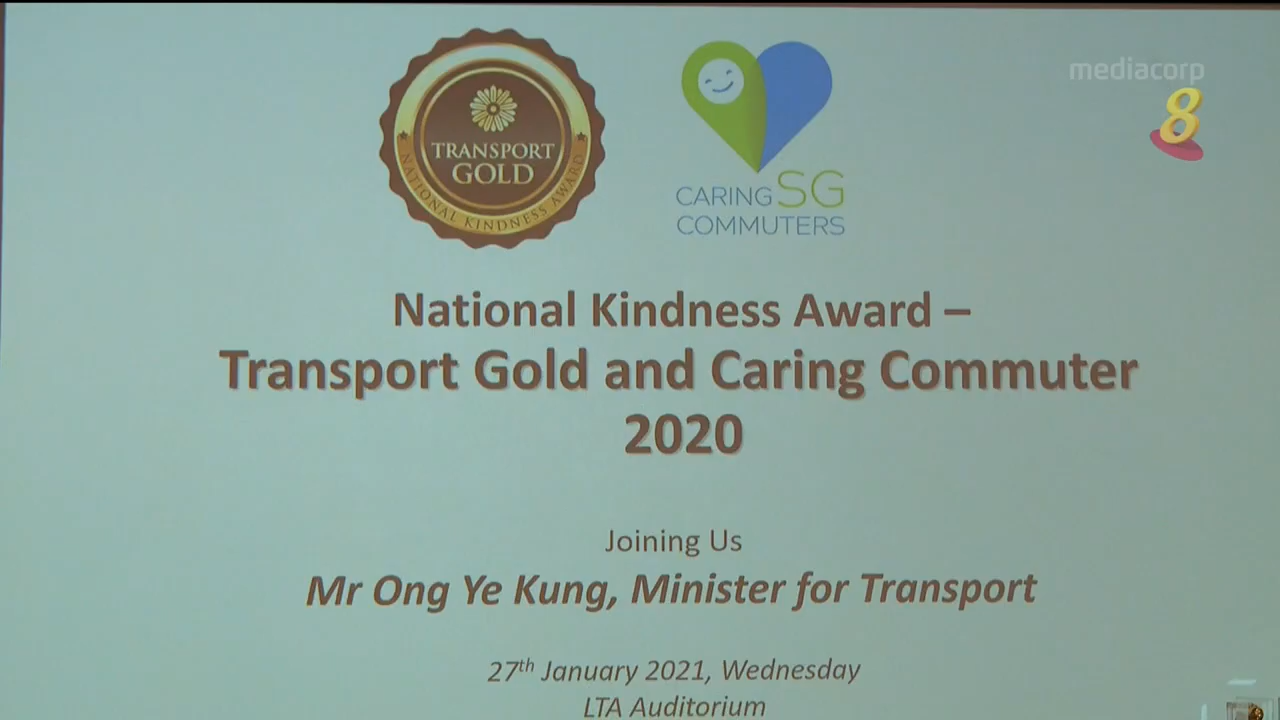 mediacorp
8
TRANSPORT
GOLD
NATIONAL KINDNESS AWARD
CARING SG
COMMUTERS
National Kindness Award –
Transport Gold and Caring Commuter
2020
Joining Us
Mr Ong Ye Kung, Minister for Transport
27th January 2021, Wednesday
LTA Auditorium